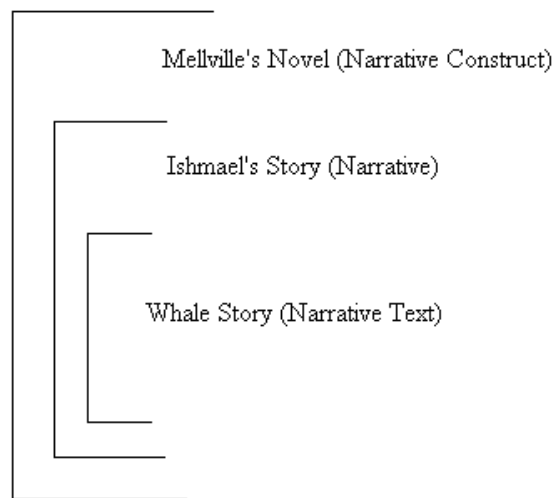 Mellville's Novel (Narrative Construct)
Ishmael's Story (Narrative)
Whale Story (Narrative Text)